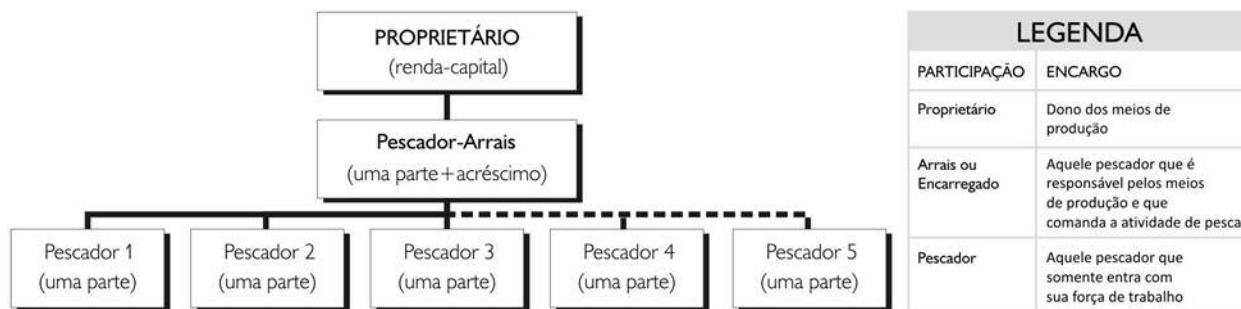 PROPRIETÁRIO
(renda-capital)
Pescador-Arrais
(uma parte+acréscimo)
Pescador 1
(uma parte)
Pescador 2
(uma parte)
Pescador 3
(uma parte)
Pescador 4
(uma parte)
Pescador 5
(uma parte)
LEGENDA
PARTICIPAÇÃO ENCARGO
Proprietário Dono dos meios de
produção
Arrais ou Aquele pescador que é
Encarregado responsável pelos meios
de produção e que
comanda a atividade de pesca
Pescador Aquele pescador que
somente entra com
sua força de trabalho